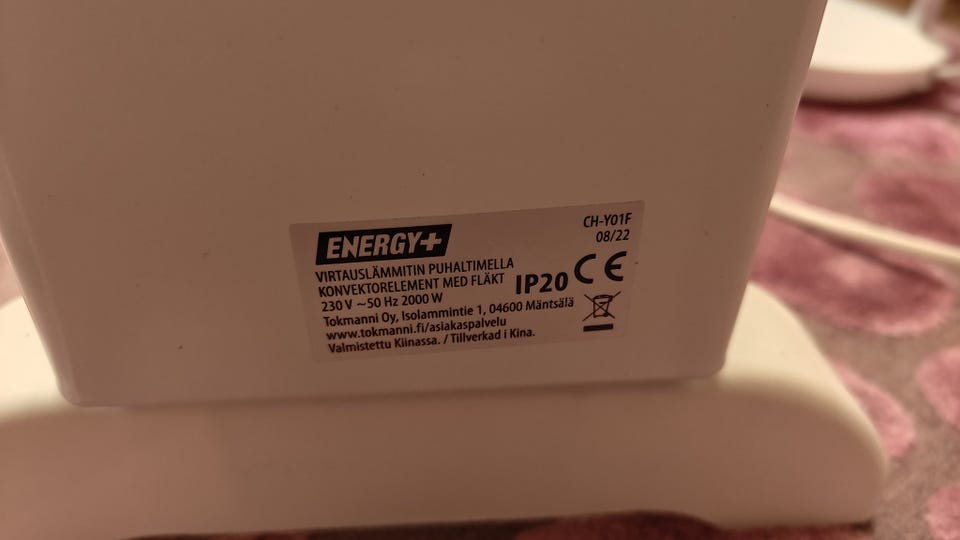 ENERGY+
CH-Y01F
08/22
VIRTAUSLÄMMITIN PUHALTIMELLA
KONVEKTORELEMENT MED FLÄKT
IP20 CE
230 V ~50 Hz 2000 W
Tokmanni Oy, Isolammintie 1, 04600 Mäntsälä
www.tokmanni.fi/asiakaspalvelu
Valmistettu Kiinassa. / Tillverkad i Kina.